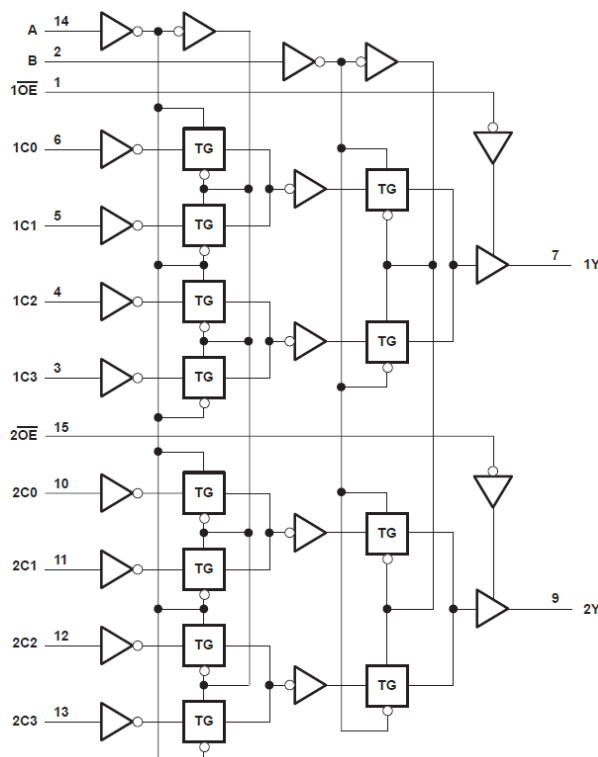 A 14
B 2
1OE 1
1C0 6 TG
TG
1C1 5 TG
7 1Y
1C2 4 TG
TG
1C3 3 TG
2OE 15
2C0 10 TG
TG
2C1 11 TG
9 2Y
2C2 12 TG
TG
2C3 13 TG